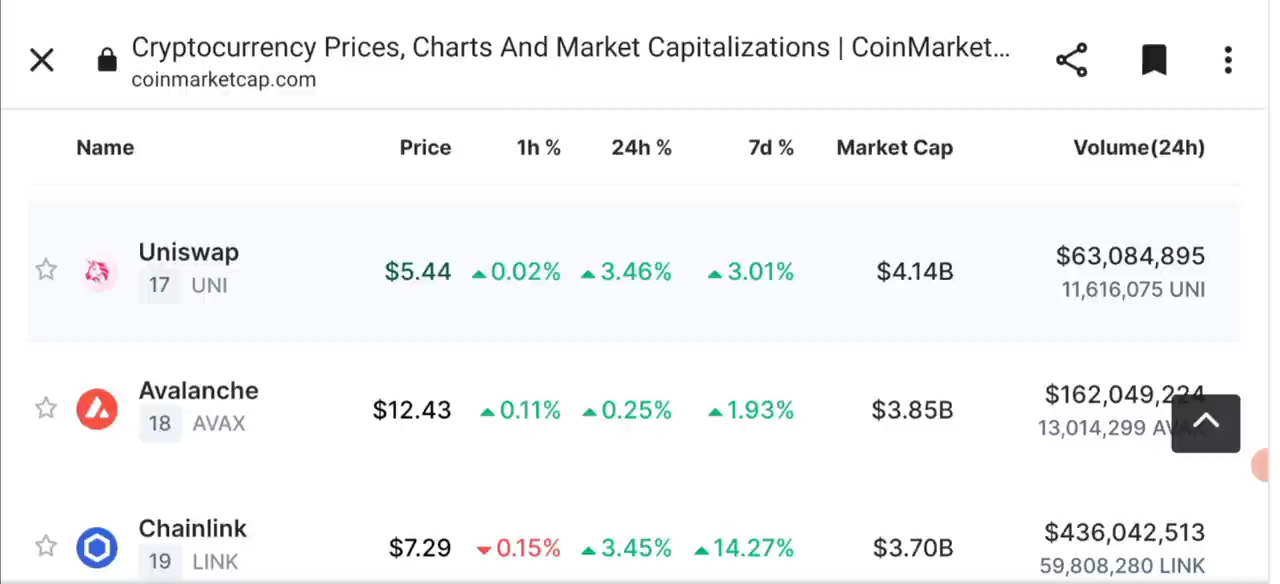 Cryptocurrency Prices, Charts And Market Capitalizations | CoinMarket...
coinmarketcap.com
Name Price 1h % 24h % 7d % Market Cap Volume(24h)
Uniswap
17 UNI
$5.44 0.02% 3.46% 3.01% $4.14B $63,084,895
11,616,075 UNI
Avalanche
18 AVAX
$12.43 0.11% 0.25% 1.93% $3.85B $162,049,224
13,014,299
Chainlink
19 LINK
$7.29 0.15% 3.45% 14.27% $3.70B $436,042,513
59,808,280 LINK